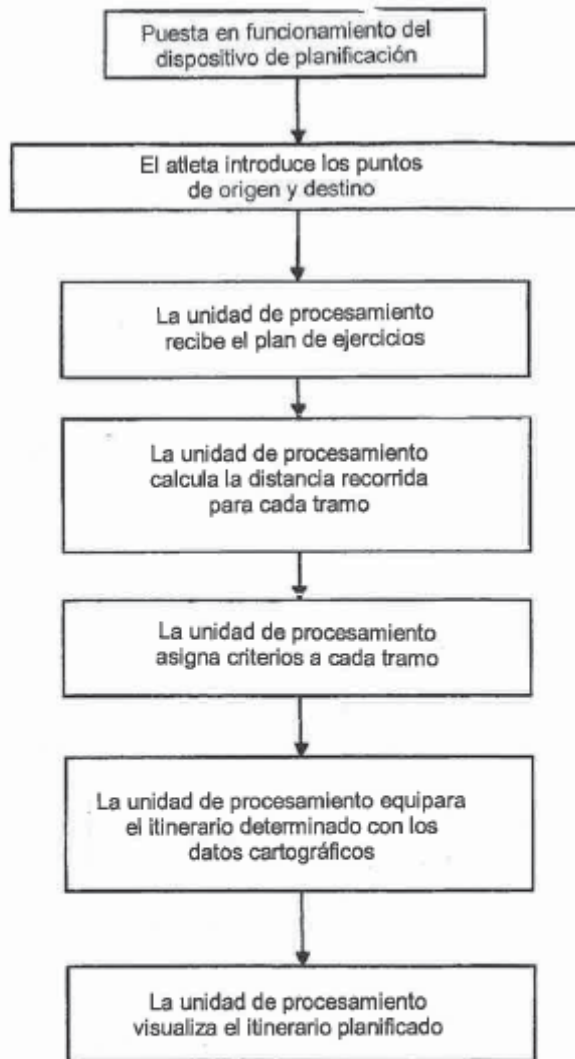 Puesta en funcionamiento del
dispositivo de planificación
El atleta introduce los puntos
de origen y destino
La unidad de procesamiento
recibe el plan de ejercicios
La unidad de procesamiento
calcula la distancia recorrida
para cada tramo
La unidad de procesamiento
asigna criterios a cada tramo
La unidad de procesamiento equipara
el itinerario determinado con los
datos cartográficos
La unidad de procesamiento
visualiza el itinerario planificado